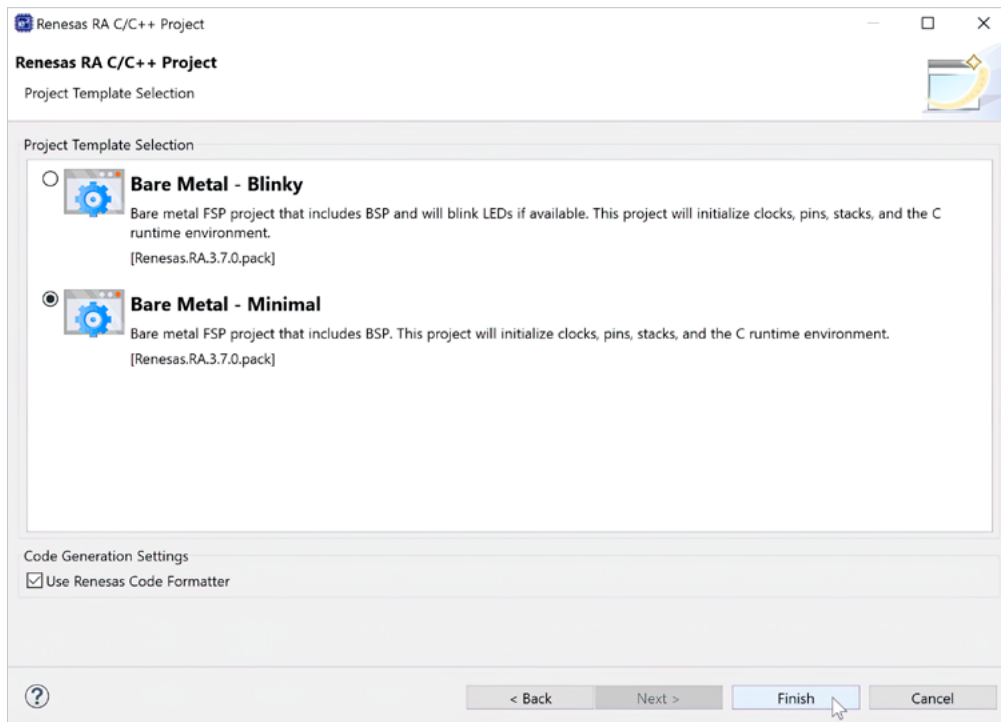 Renesas RA C/C++ Project
Renesas RA C/C++ Project
Project Template Selection
Project Template Selection
Bare Metal - Blinky
Bare metal FSP project that includes BSP and will blink LEDs if available. This project will initialize clocks, pins, stacks, and the C
runtime environment.
[Renesas.RA.3.7.0.pack]
Bare Metal - Minimal
Bare metal FSP project that includes BSP. This project will initialize clocks, pins, stacks, and the C runtime environment.
[Renesas.RA.3.7.0.pack]
Code Generation Settings
Use Renesas Code Formatter
?
< Back
Next >
Finish
Cancel